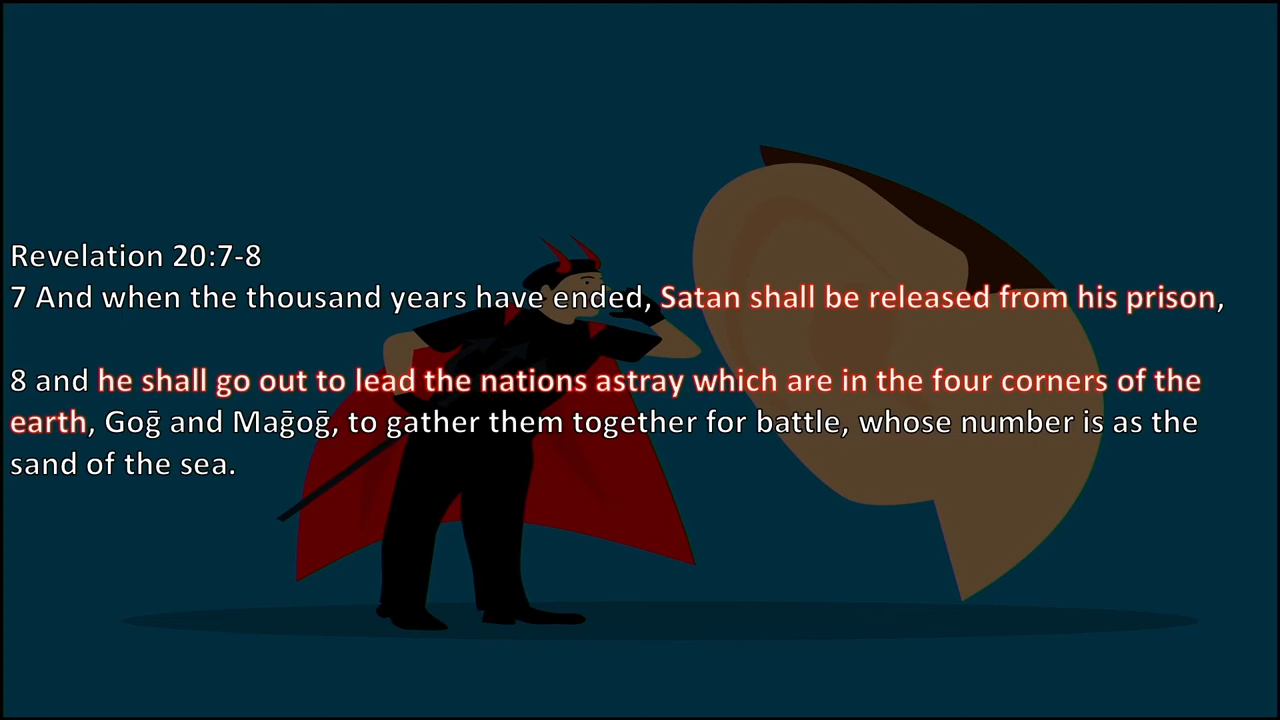 Revelation 20:7-8
7 And when the thousand years have ended, Satan shall be released from his prison,
8 and he shall go out to lead the nations astray which are in the four corners of the
earth, Goḡ and Maḡoḡ, to gather them together for battle, whose number is as the
sand of the sea.